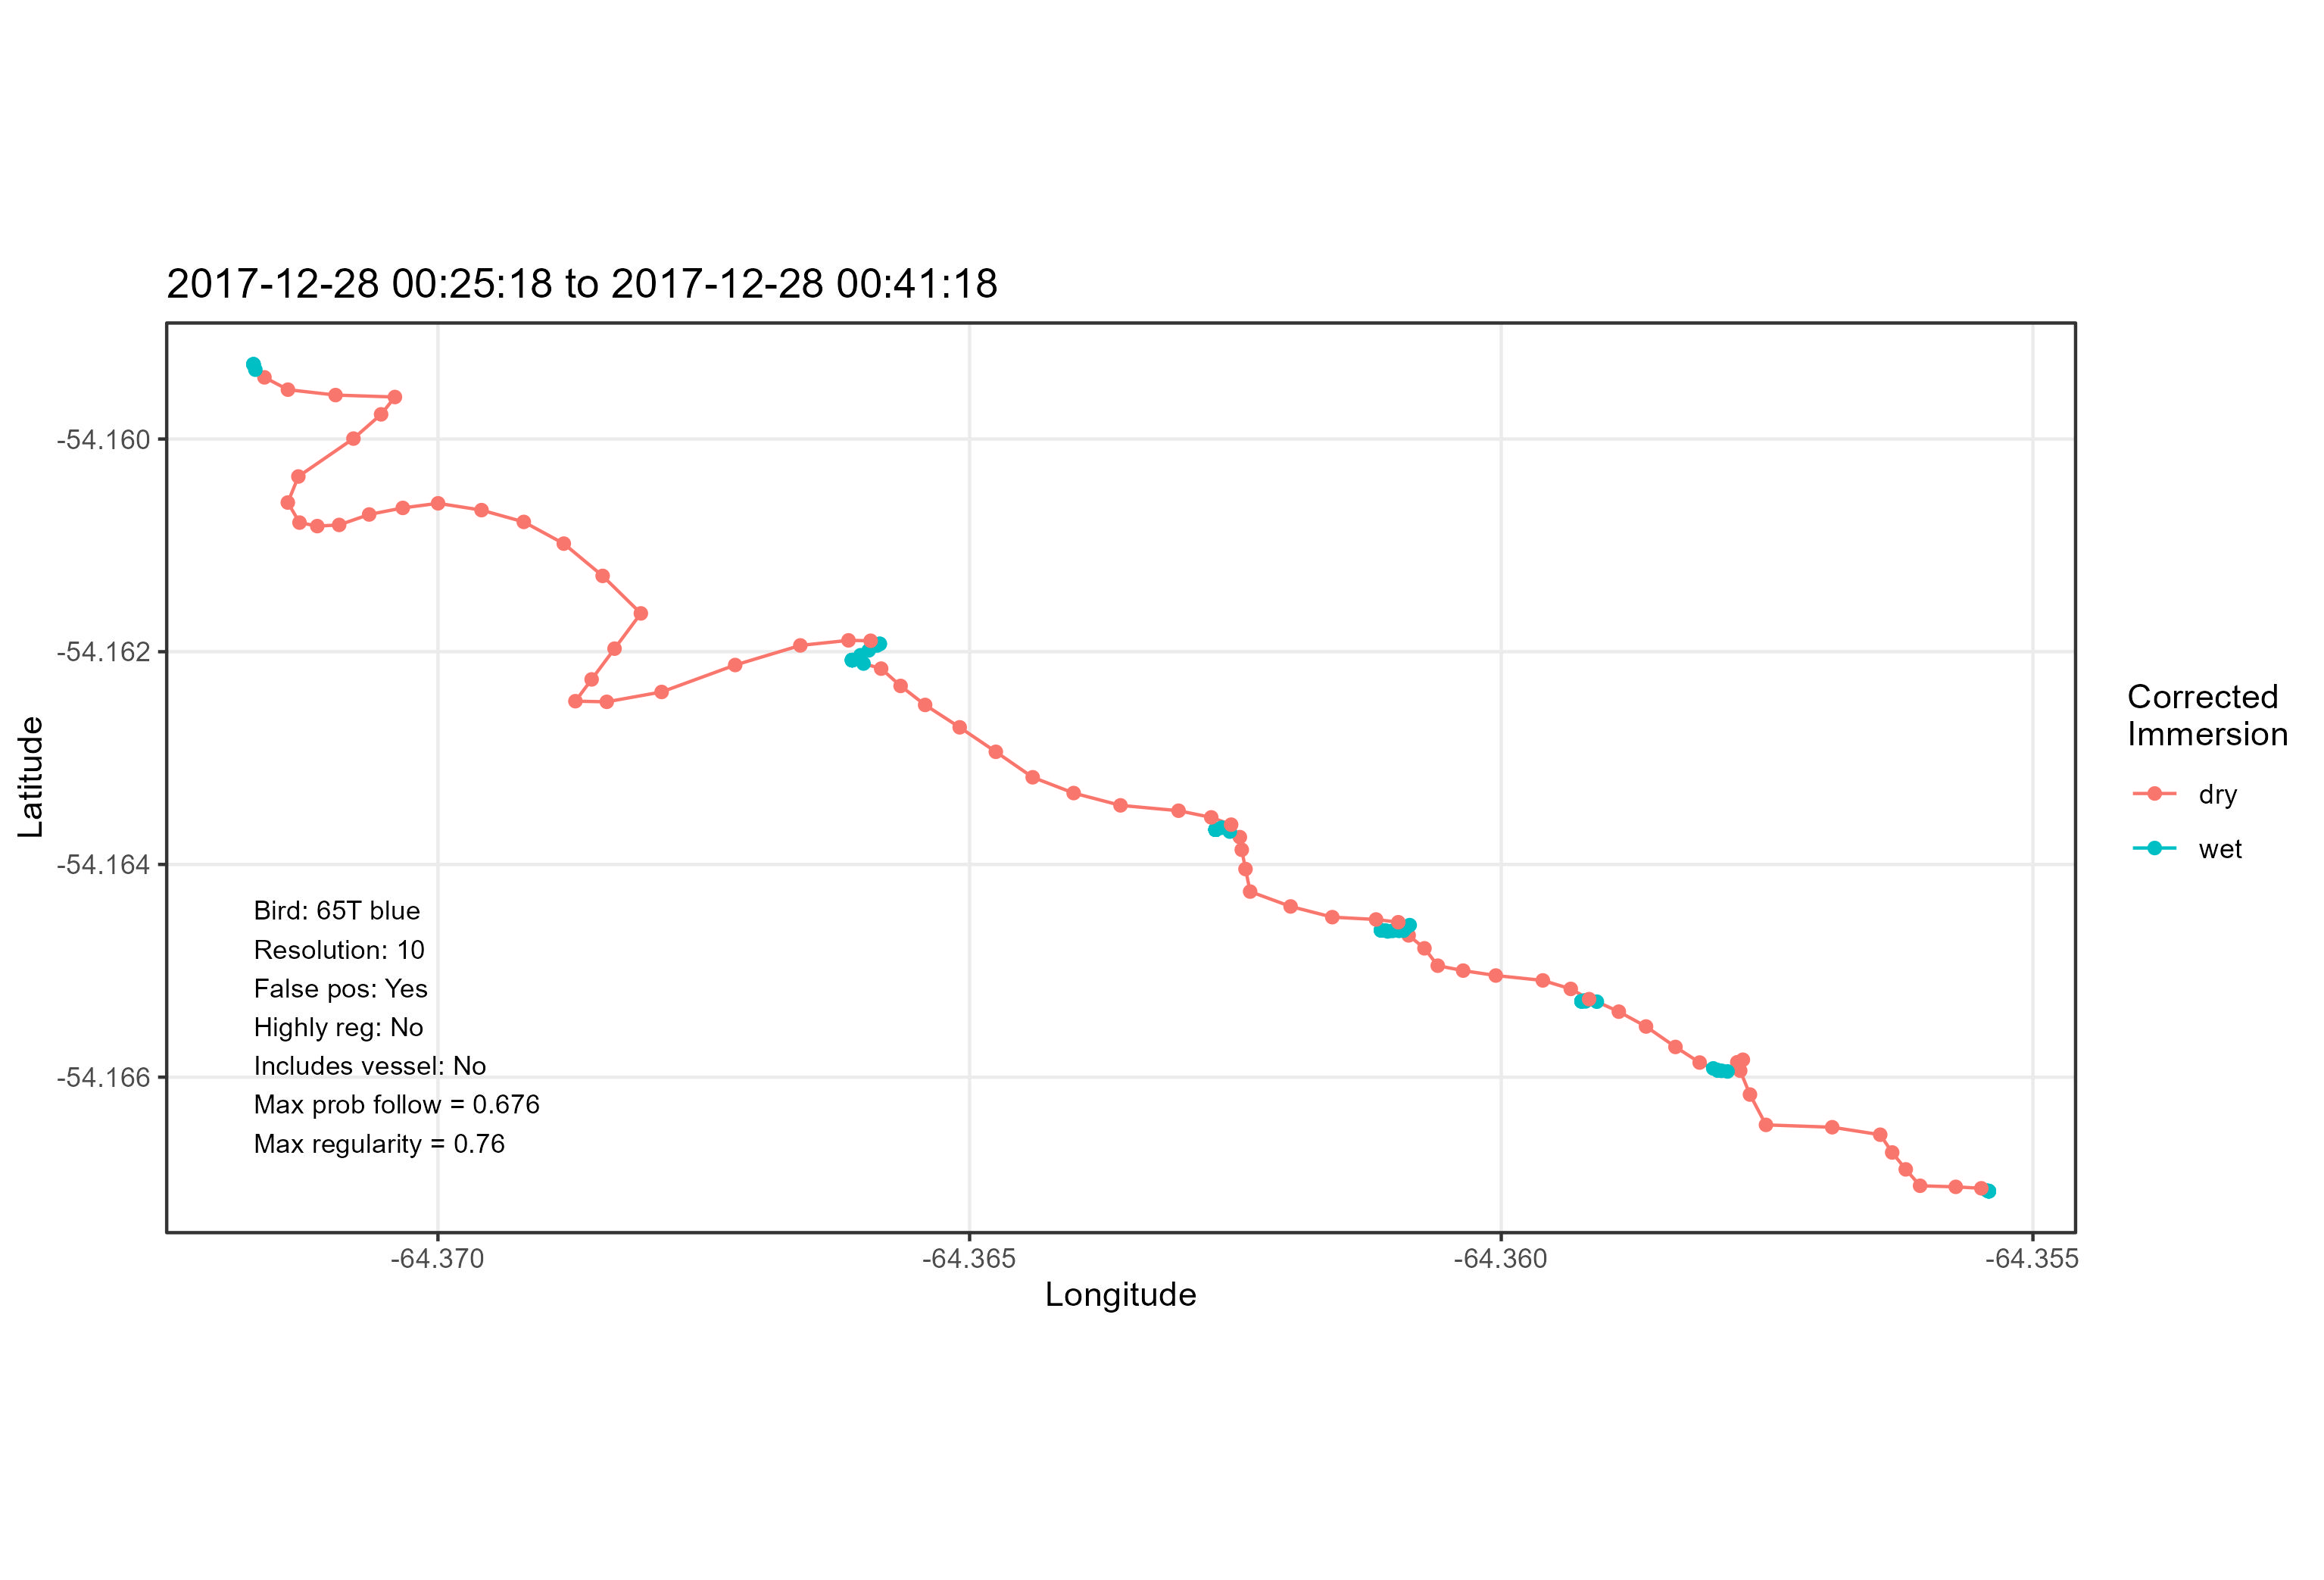 2017-12-28 00:25:18 to 2017-12-28 00:41:18
Latitude
-54.160
-54.162
-54.164
-54.166
Bird: 65T blue
Resolution: 10
False pos: Yes
Highly reg: No
Includes vessel: No
Max prob follow = 0.676
Max regularity = 0.76
-64.370
-64.365
-64.360
-64.355
Longitude
Corrected
Immersion
dry
wet